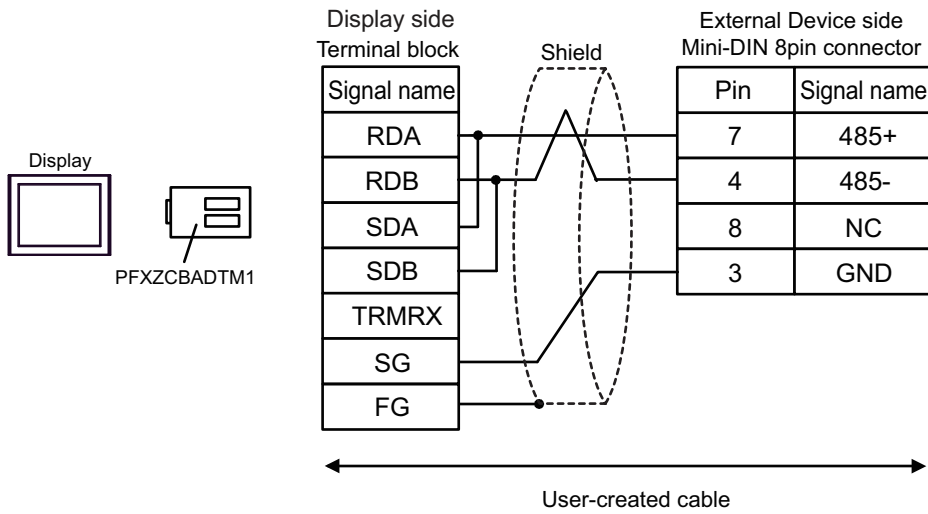 Display side
Terminal block
Shield
External Device side
Mini-DIN 8pin connector
Signal name
Pin
Signal name
RDA
7
485+
Display
RDB
4
485-
SDA
8
NC
PFXZCBADTM1
SDB
3
GND
TRMRX
SG
FG
User-created cable